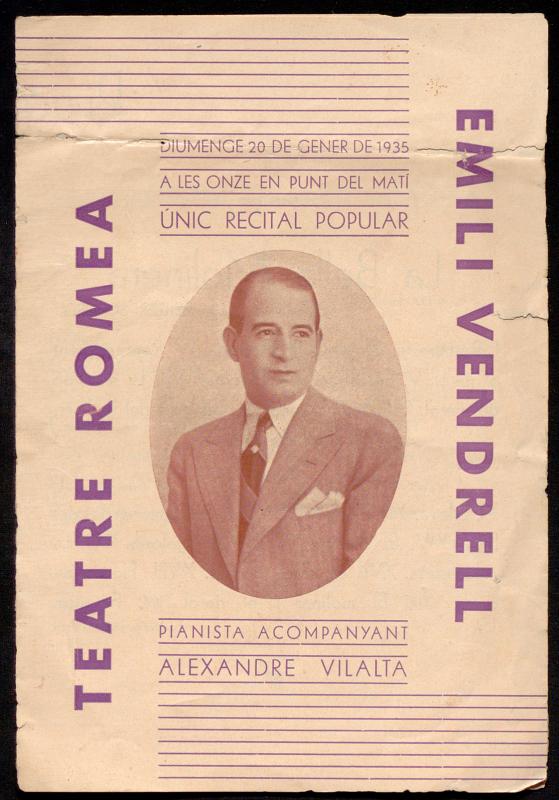 DIUMENGE 20 DE GENER DE 1935
A LES ONZE EN PUNT DEL MATÍ
ÚNIC RECITAL POPULAR
TEATRE ROMEA
EMILI VENDRELL
PIANISTA ACOMPANYANT
ALEXANDRE VILALTA